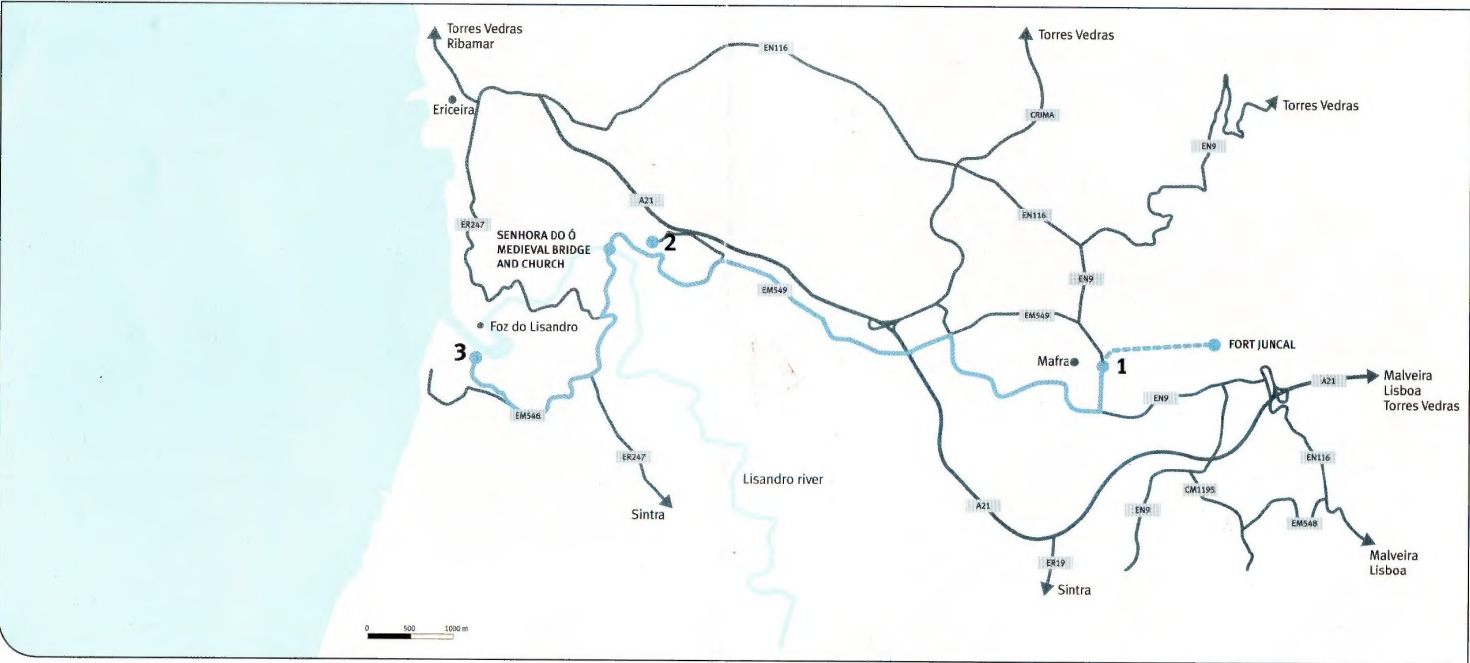 Torres Vedras
Ribamar
EN116
Torres Vedras
Ericeira
CRIMA
Torres Vedras
EN9
A21
EN116
ER247
SENHORA DO Ó
MEDIEVAL BRIDGE
AND CHURCH
2
EN9
EM549
EM549
Foz do Lisandro
3
Mafra
1
FORT JUNCAL
A21
Malveira
Lisboa
Torres Vedras
EN9
EM546
ER247
Lisandro river
EN116
Sintra
A21
CM1195
EN9
EM548
Malveira
Lisboa
ER19
Sintra
0 500 1000 m